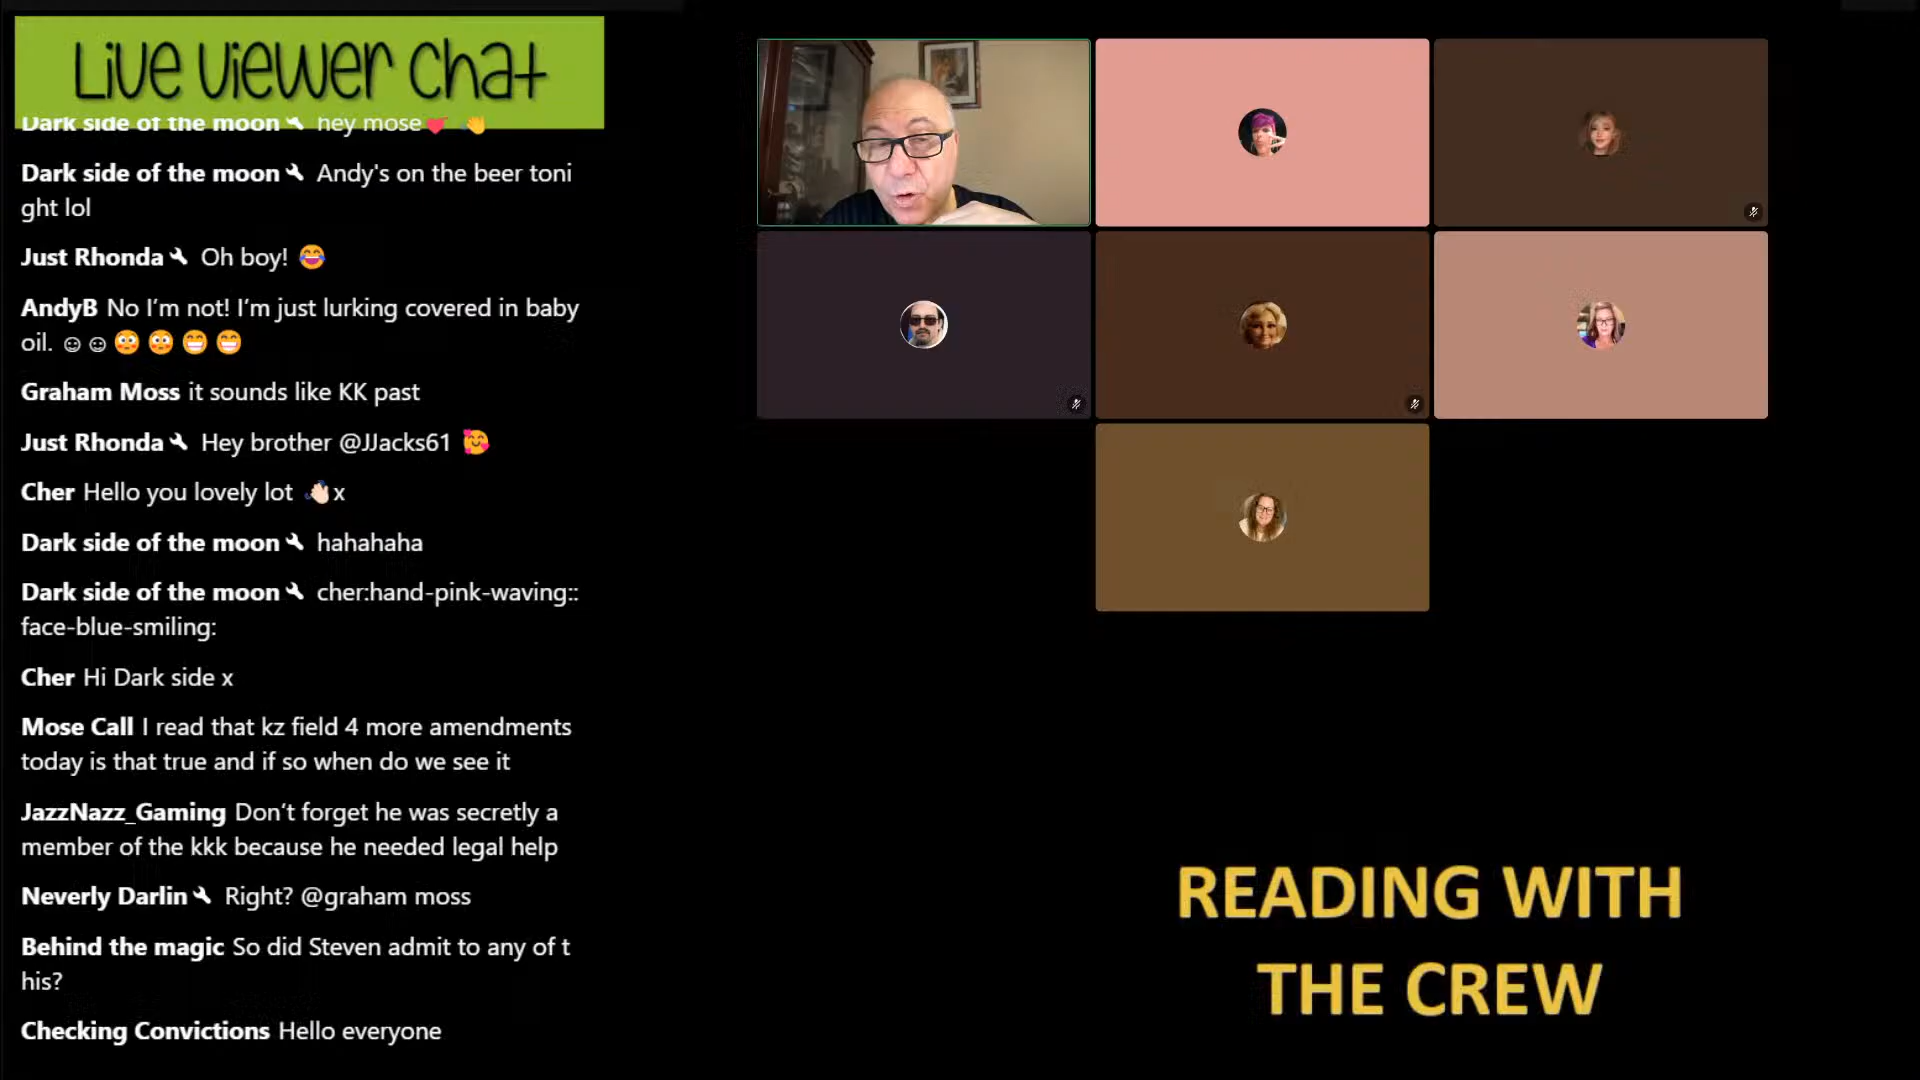 Live Viewer Chat
Dark side of the moon hey mose
Dark side of the moon Andy's on the beer toni
ght lol
Just Rhonda Oh boy!
AndyB No I’m not! I’m just lurking covered in baby
oil.
Graham Moss it sounds like KK past
Just Rhonda Hey brother @JJacks61
Cher Hello you lovely lot x
Dark side of the moon hahahaha
Dark side of the moon cher:hand-pink-waving::
face-blue-smiling:
Cher Hi Dark side x
Mose Call I read that kz field 4 more amendments
today is that true and if so when do we see it
JazzNazz_Gaming Don’t forget he was secretly a
member of the kkk because he needed legal help
Neverly Darlin Right? @graham moss
Behind the magic So did Steven admit to any of t
his?
Checking Convictions Hello everyone
READING WITH
THE CREW